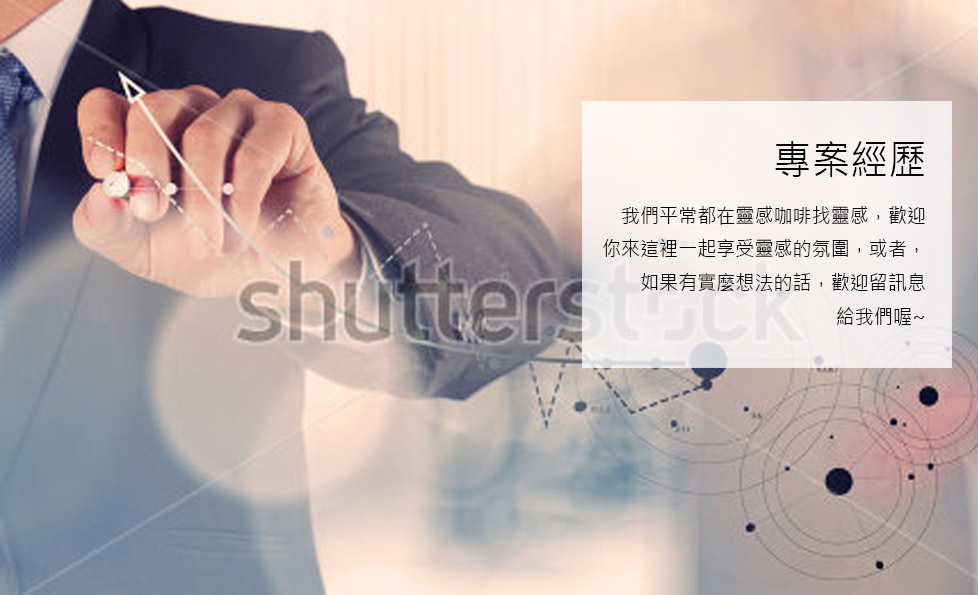 專案經歷
我們平常都在靈感咖啡找靈感，歡迎
你來這裡一起享受靈感的氛圍，或者，
如果有實麼想法的話，歡迎留訊息
給我們喔~
shutterstock